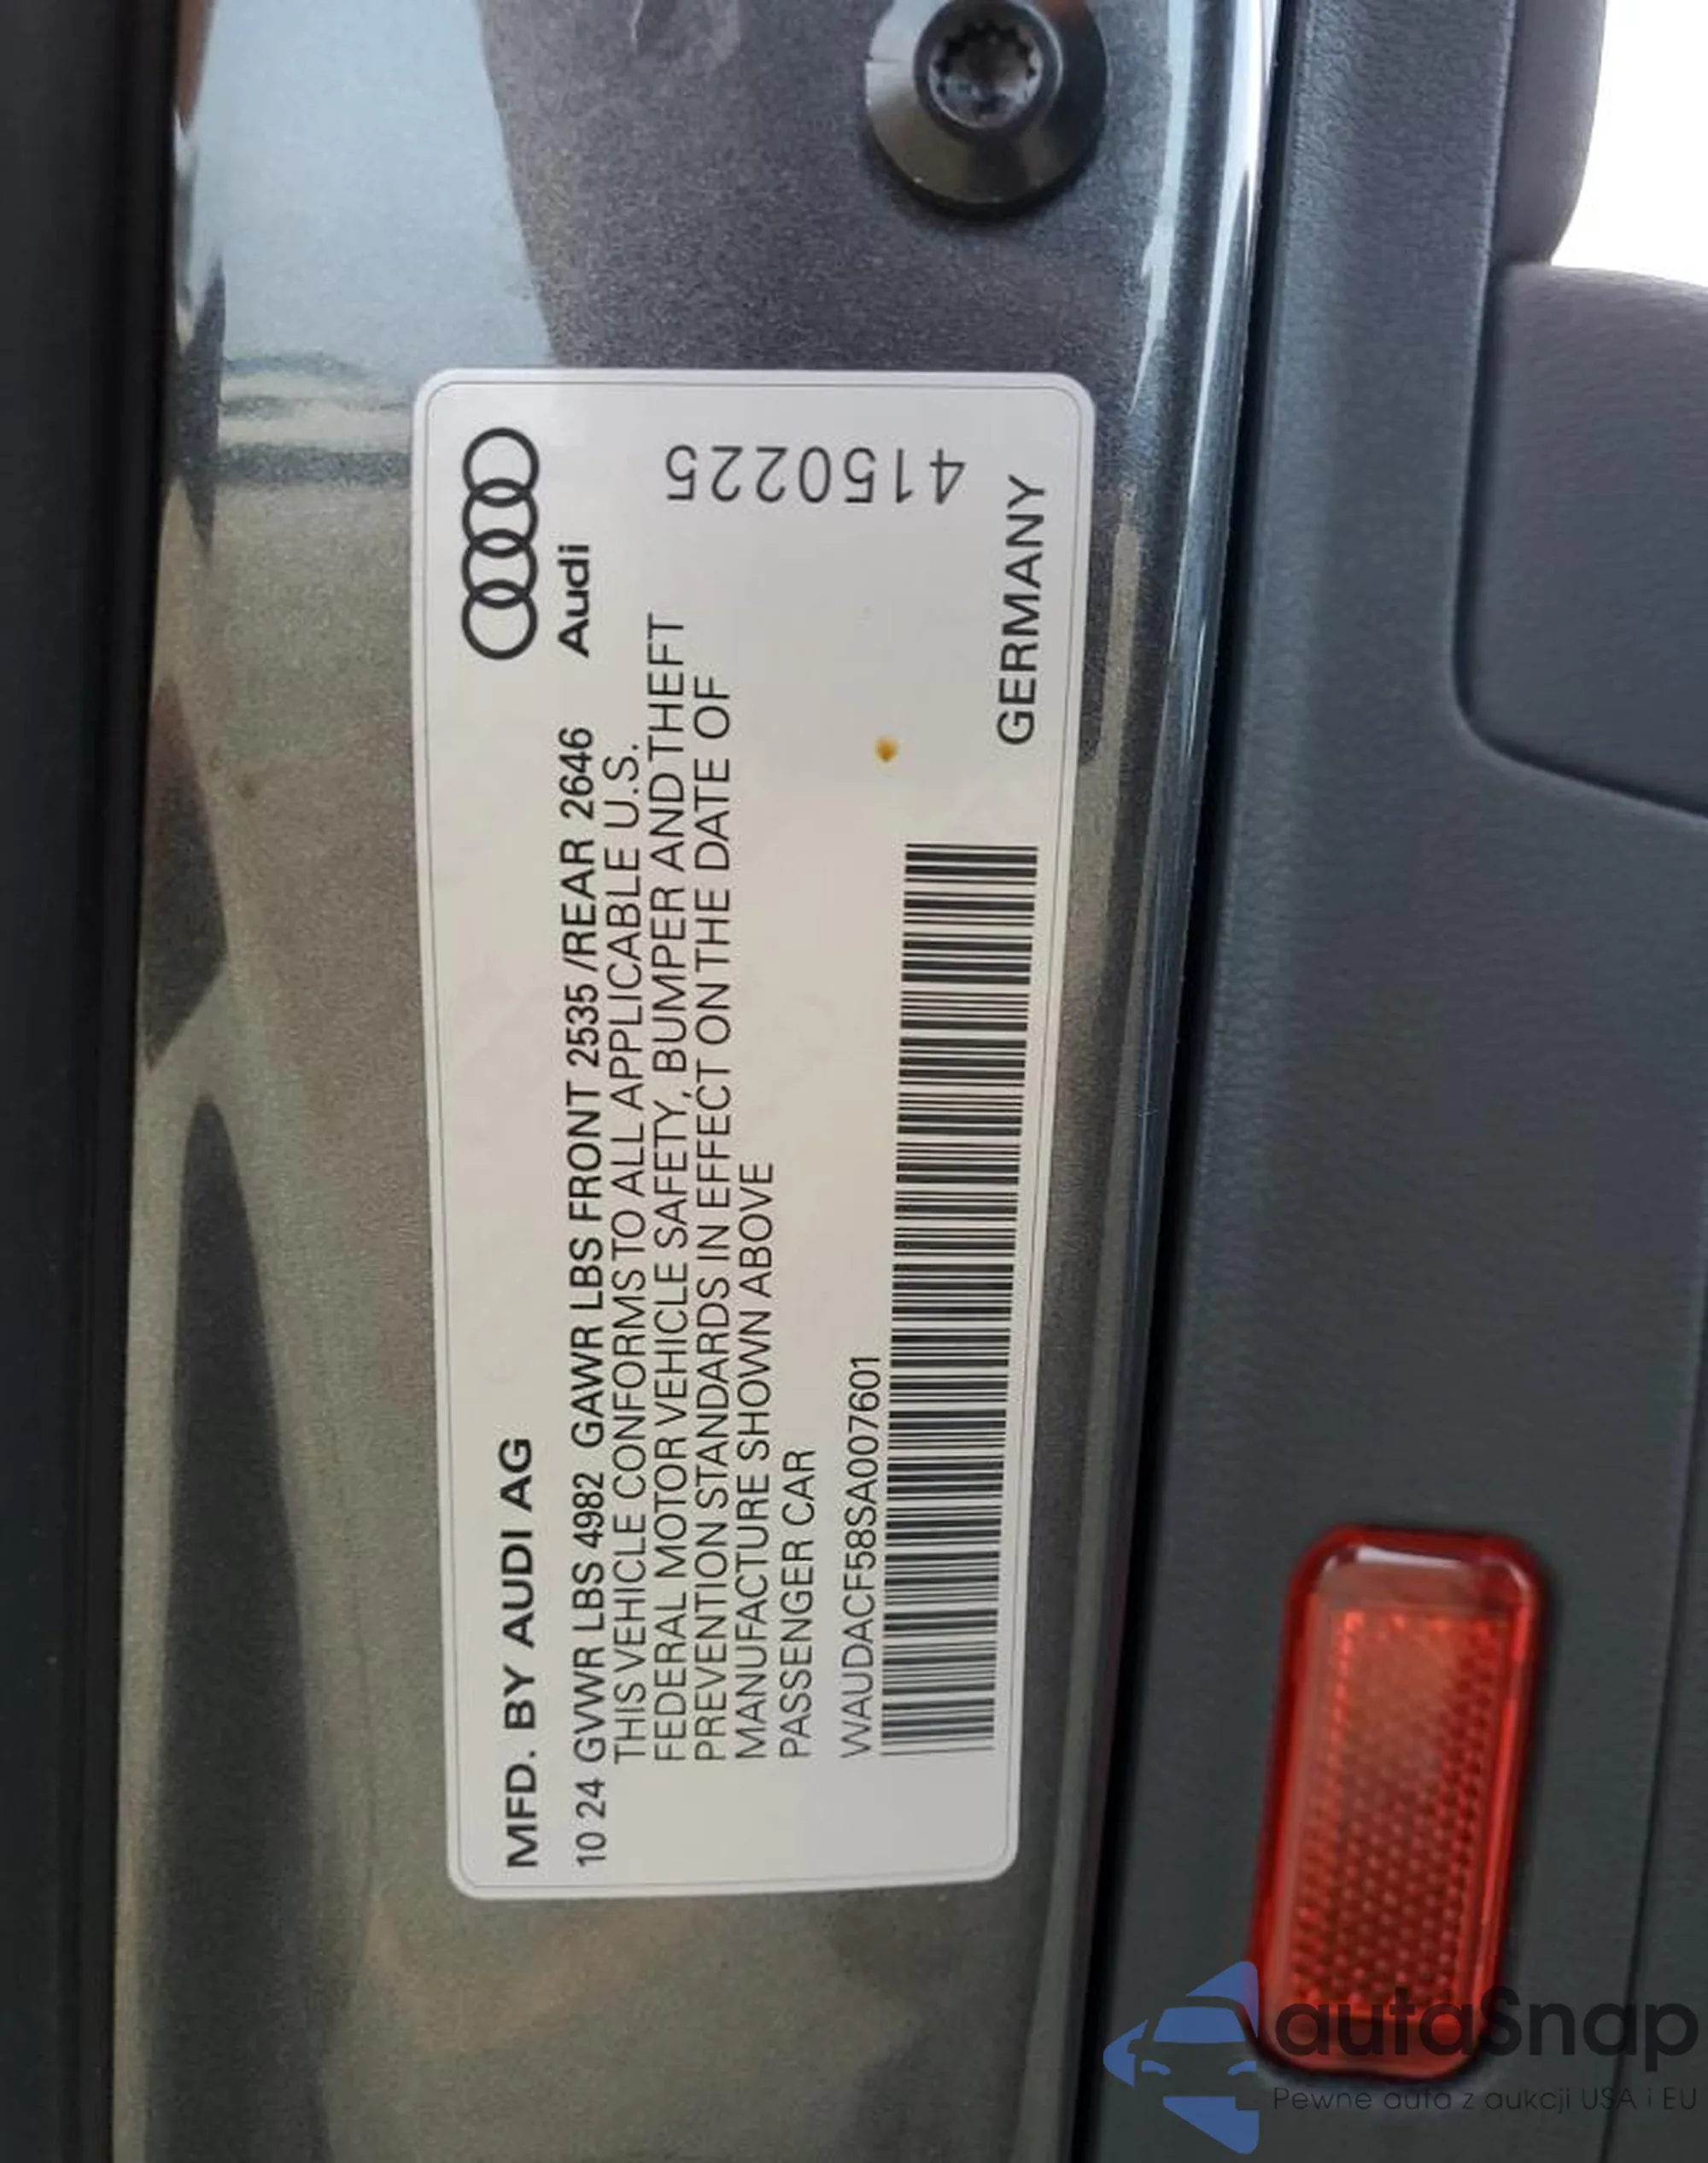 MFD. BY AUDI AG
Audi
10 24 GVWR LBS 4982 GAWR LBS FRONT 2535 /REAR 2646
THIS VEHICLE CONFORMS TO ALL APPLICABLE U.S.
FEDERAL MOTOR VEHICLE SAFETY, BUMPER AND THEFT
PREVENTION STANDARDS IN EFFECT ON THE DATE OF
MANUFACTURE SHOWN ABOVE
PASSENGER CAR
4150225
WAUDACF58SA007601
GERMANY
autaSnap
Pewne auta z aukcji USA i EU